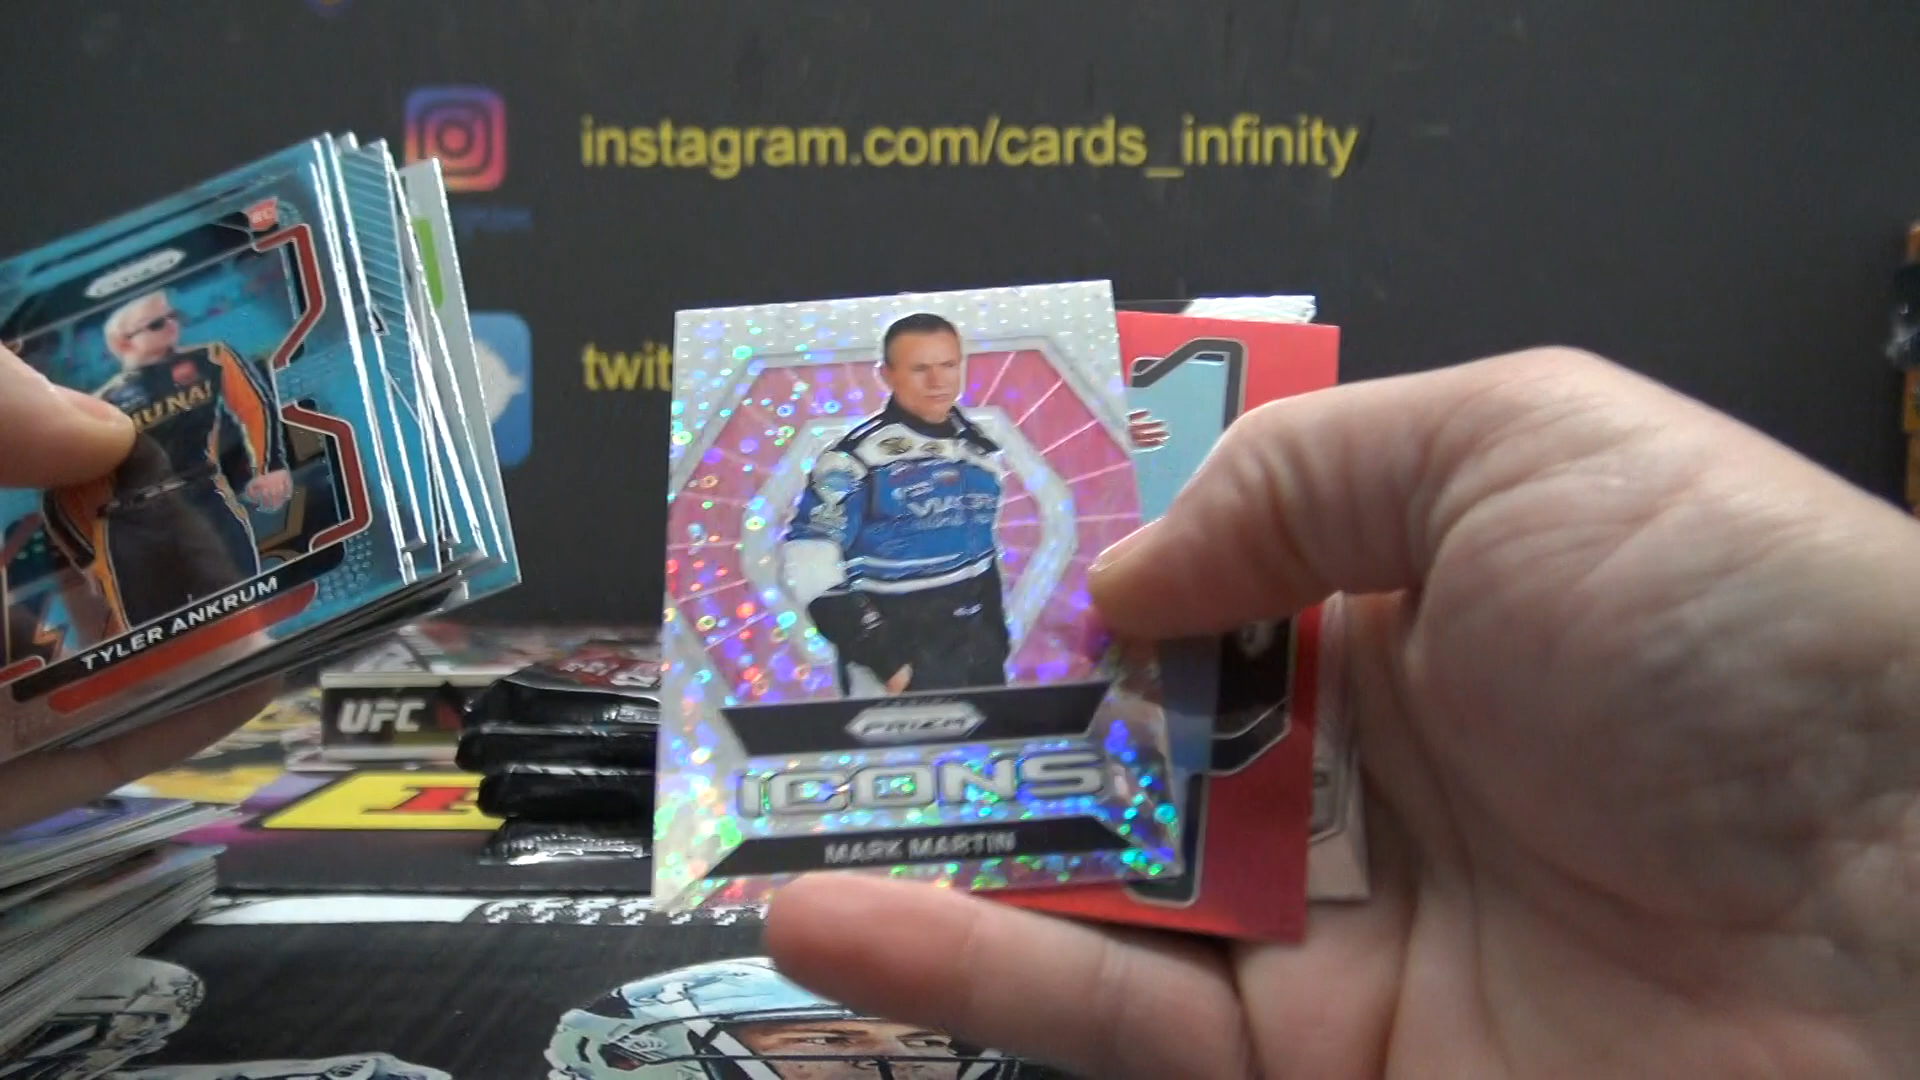 instagram.com/cards_infinity
twit
RC
TYLER ANKRUM
PRIZM
ICONS
MARK MARTIN
UFC